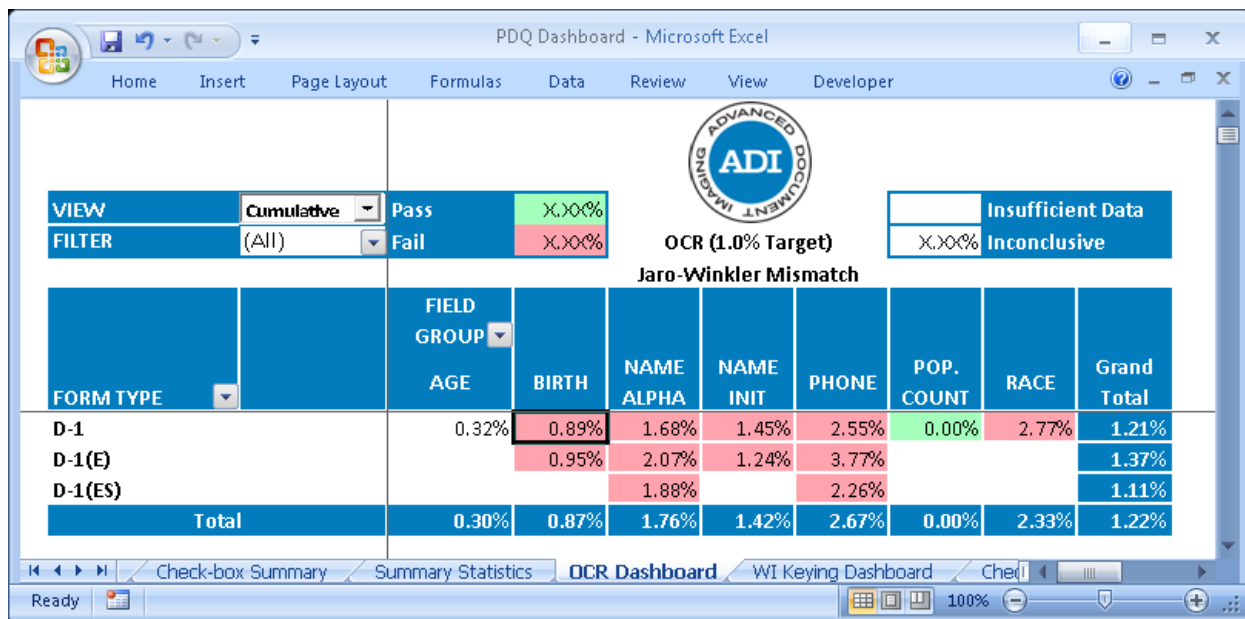 PDQ Dashboard - Microsoft Excel
Home Insert Page Layout Formulas Data Review View Developer
ADVANCED DOCUMENT IMAGING
ADI
VIEW Cumulative Pass X.XX% Insufficient Data
FILTER (All) Fail X.XX% OCR (1.0% Target) X.XX% Inconclusive
Jaro-Winkler Mismatch
FIELD
GROUP
NAME NAME POP. Grand
AGE BIRTH ALPHA INIT PHONE COUNT RACE Total
FORM TYPE
D-1 0.32% 0.89% 1.68% 1.45% 2.55% 0.00% 2.77% 1.21%
D-1(E) 0.95% 2.07% 1.24% 3.77% 1.37%
D-1(ES) 1.88% 2.26% 1.11%
Total 0.30% 0.87% 1.76% 1.42% 2.67% 0.00% 2.33% 1.22%
Check-box Summary Summary Statistics OCR Dashboard WI Keying Dashboard Chec
Ready 100%